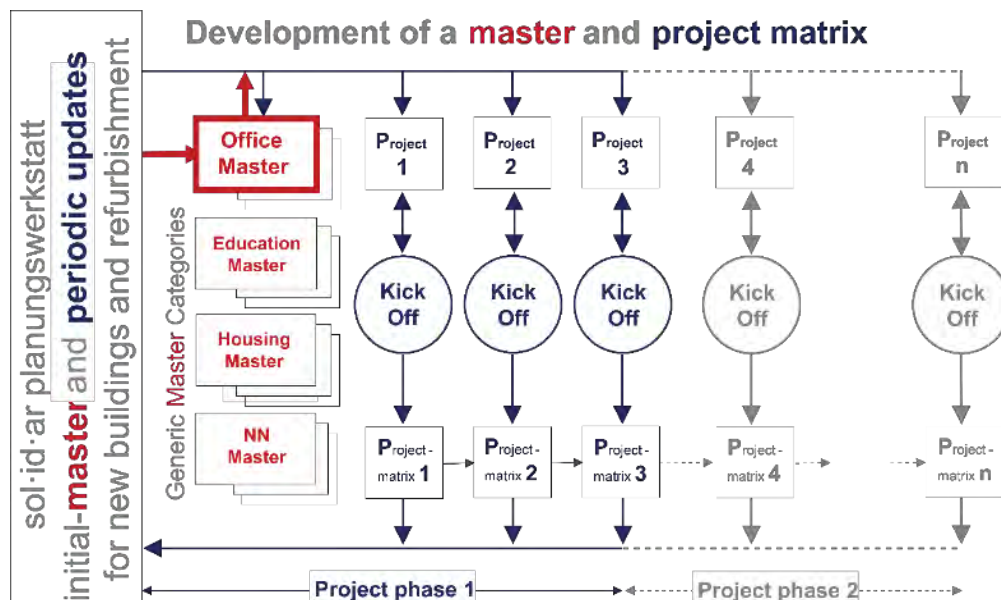 Development of a master and project matrix
sol·id·ar planungswerkstatt
initial-master and periodic updates
for new buildings and refurbishment
Generic Master Categories
Office
Master
Education
Master
Housing
Master
NN
Master
Project
1
Project
2
Project
3
Project
4
Project
n
Kick
Off
Kick
Off
Kick
Off
Kick
Off
Kick
Off
Project-
matrix 1
Project-
matrix 2
Project-
matrix 3
Project-
matrix 4
Project-
matrix n
Project phase 1
Project phase 2